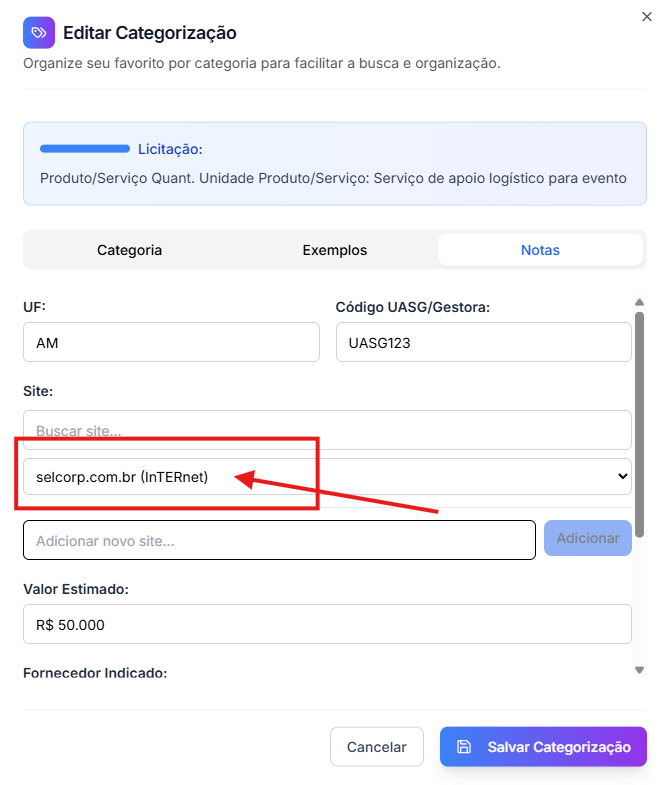 Editar Categorização
Organize seu favorito por categoria para facilitar a busca e organização.
Licitação:
Produto/Serviço Quant. Unidade Produto/Serviço: Serviço de apoio logístico para evento
Categoria Exemplos Notas
UF: Código UASG/Gestora:
AM UASG123
Site:
Buscar site...
selcorp.com.br (InTERnet)
Adicionar novo site... Adicionar
Valor Estimado:
R$ 50.000
Fornecedor Indicado:
Cancelar Salvar Categorização